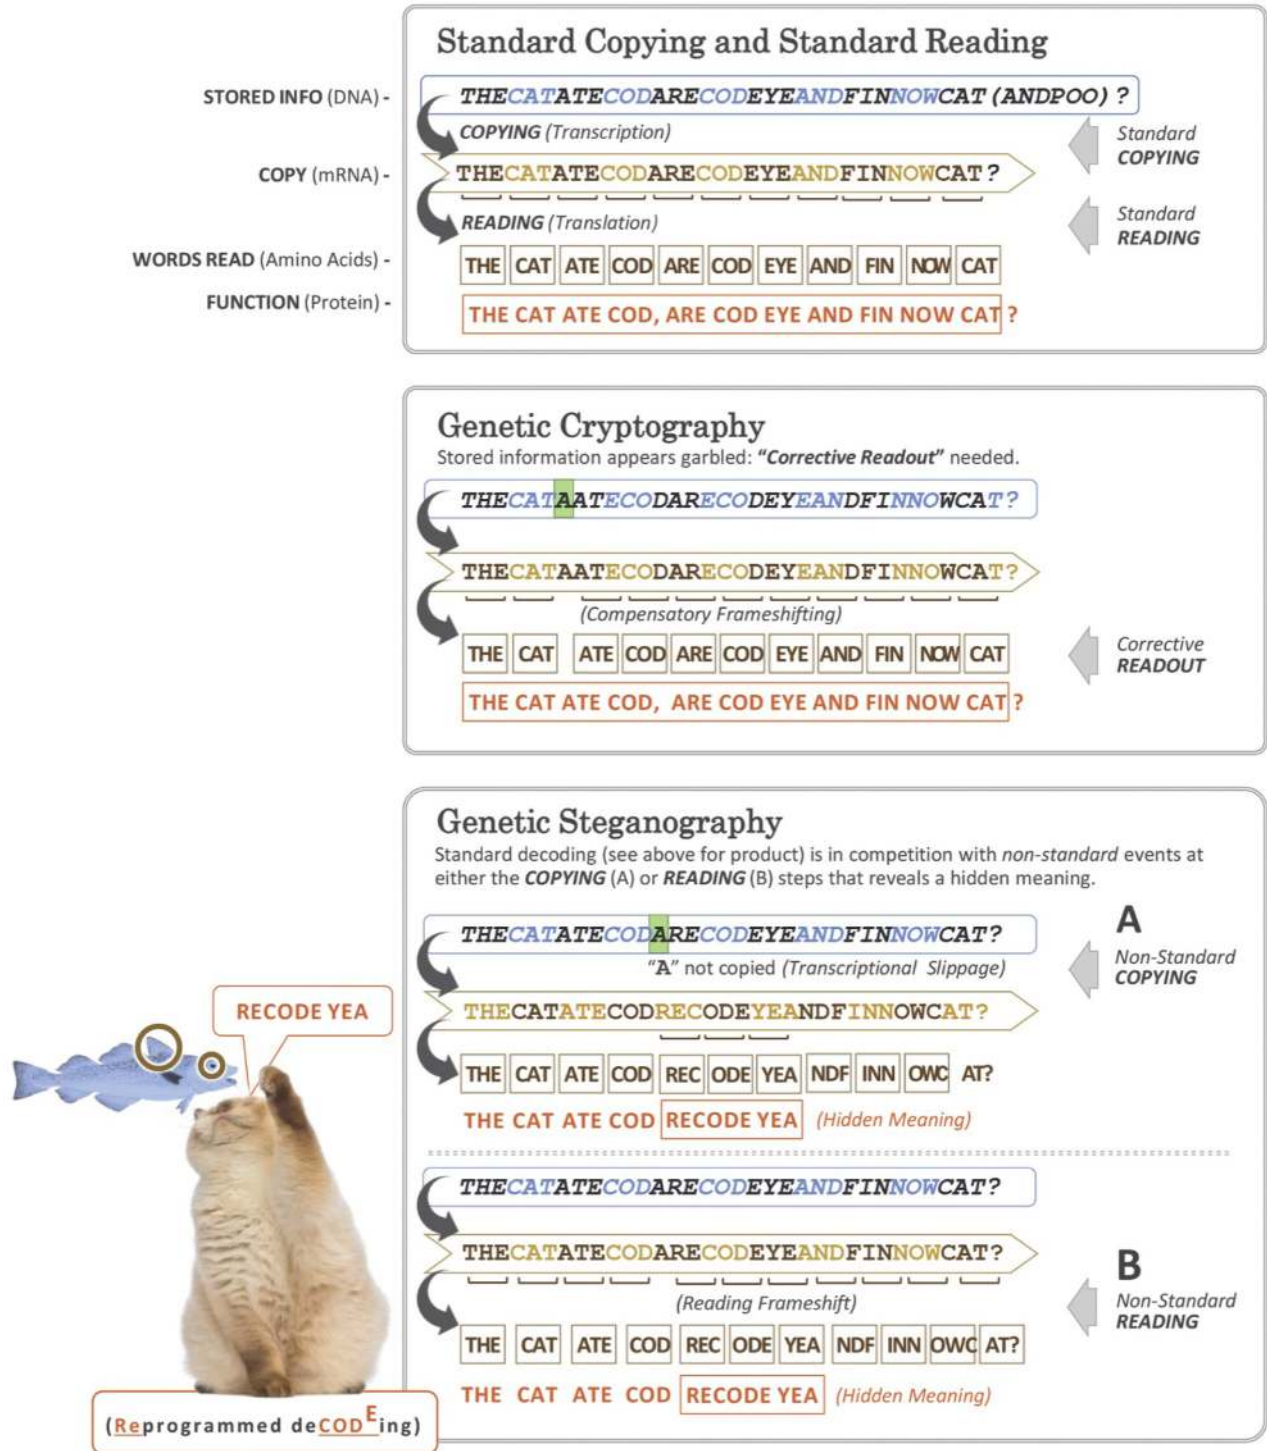 Standard Copying and Standard Reading
STORED INFO (DNA) -
THECATATECODARECODEYEANDFINNOWCAT (ANDPOO) ?
COPYING (Transcription)
Standard
COPYING
COPY (mRNA) -
THECATATECODARECODEYEANDFINNOWCAT?
READING (Translation)
Standard
READING
WORDS READ (Amino Acids) -
THE CAT ATE COD ARE COD EYE AND FIN NOW CAT
FUNCTION (Protein) -
THE CAT ATE COD, ARE COD EYE AND FIN NOW CAT ?
Genetic Cryptography
Stored information appears garbled: “Corrective Readout” needed.
THECATAATECODARECODEYEANDFINNOWCAT?
THECATAATECODARECODEYEANDFINNOWCAT?
(Compensatory Frameshifting)
THE CAT ATE COD ARE COD EYE AND FIN NOW CAT
Corrective
READOUT
THE CAT ATE COD, ARE COD EYE AND FIN NOW CAT ?
Genetic Steganography
Standard decoding (see above for product) is in competition with non-standard events at
either the COPYING (A) or READING (B) steps that reveals a hidden meaning.
A
THECATATECODARECODEYEANDFINNOWCAT?
“A” not copied (Transcriptional Slippage)
Non-Standard
COPYING
THECATATECODRECODEYEANDFINNOWCAT?
THE CAT ATE COD REC ODE YEA NDF INN OWC AT?
THE CAT ATE COD RECODE YEA (Hidden Meaning)
RECODE YEA
THECATATECODARECODEYEANDFINNOWCAT?
THECATATECODARECODEYEANDFINNOWCAT?
(Reading Frameshift)
B
Non-Standard
READING
THE CAT ATE COD REC ODE YEA NDF INN OWC AT?
THE CAT ATE COD RECODE YEA (Hidden Meaning)
(Reprogrammed deCODEing)